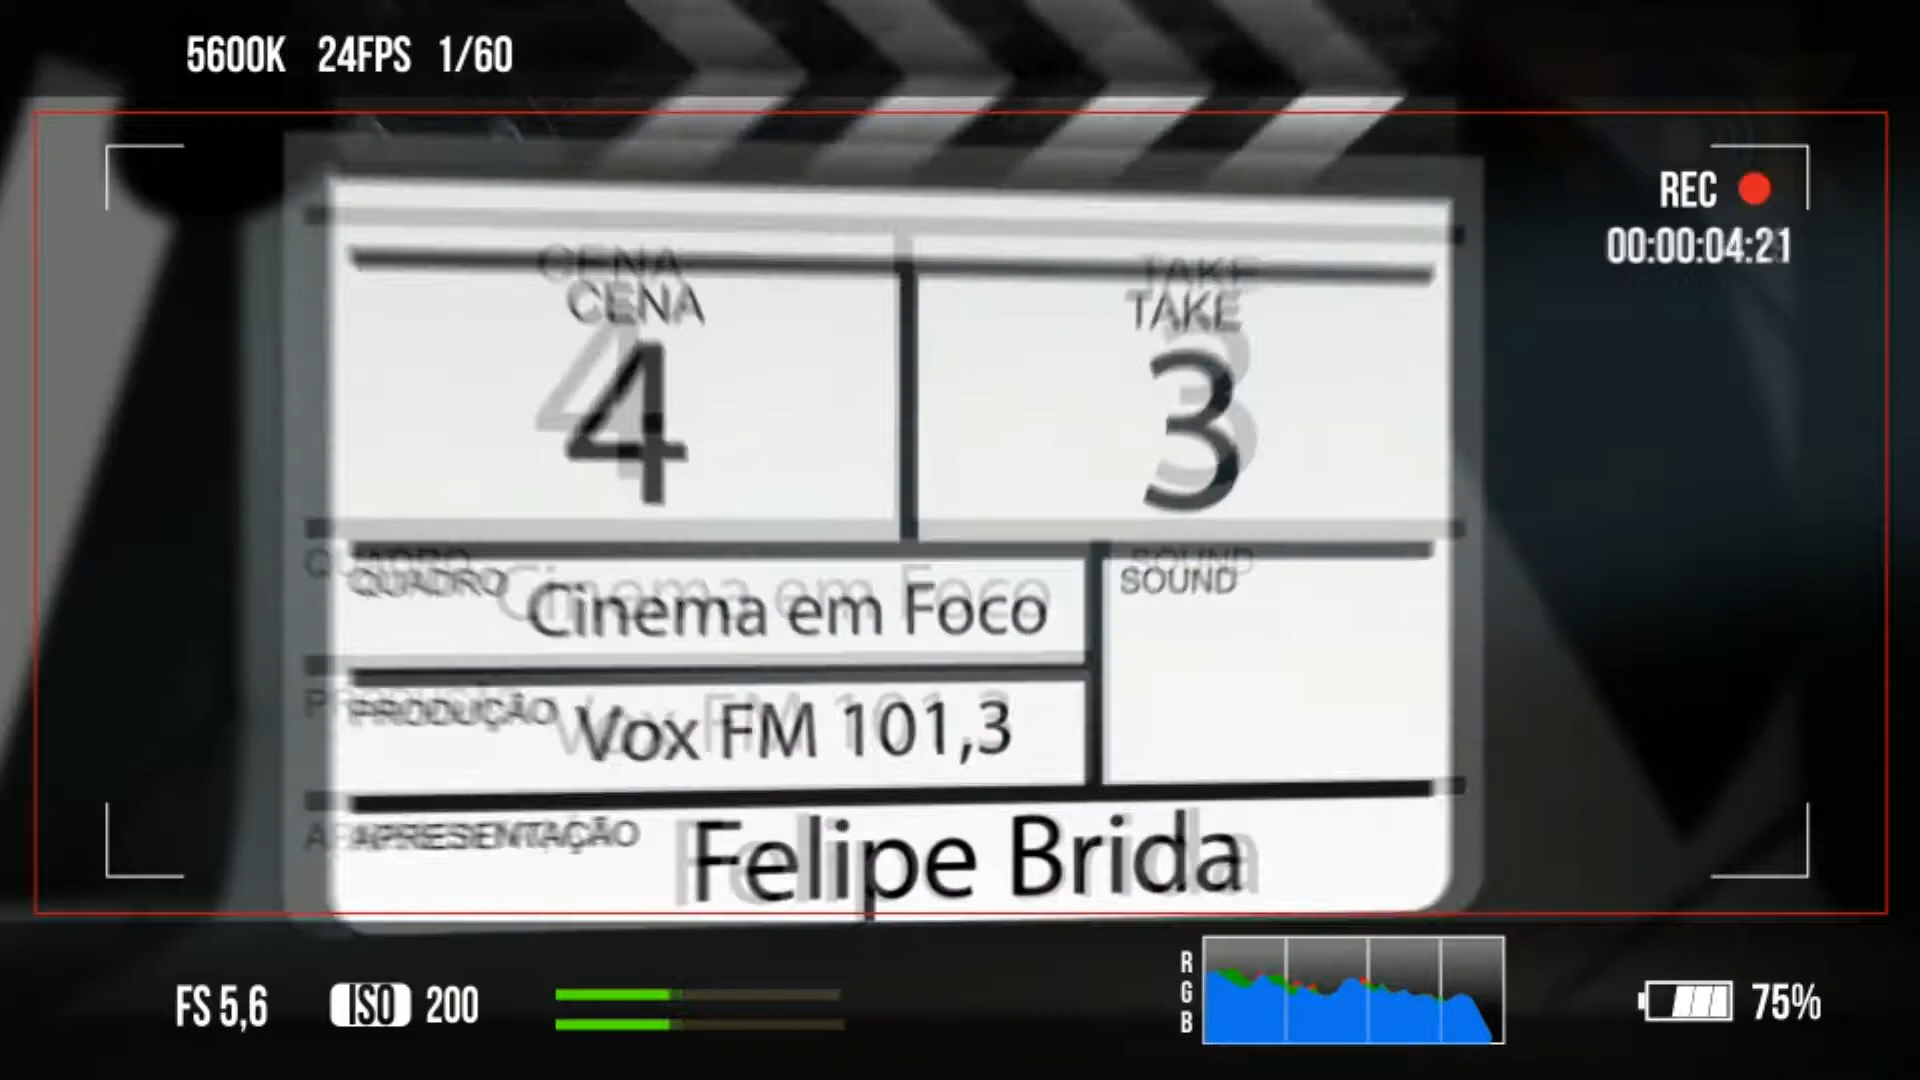 5600K 24FPS 1/60
REC
00:00:04:21
CENA
TAKE
4
3
QUADRO Cinema em Foco
SOUND
PRODUÇÃO Vox FM 101,3
APRESENTAÇÃO Felipe Brida
FS 5,6 ISO 200
R
G
B
75%